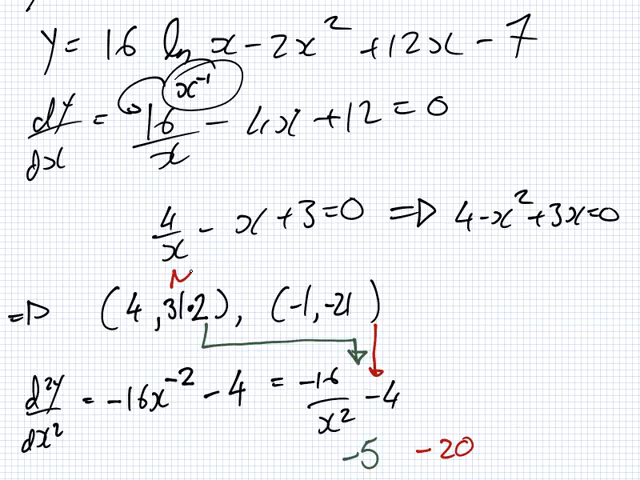 y = 16 ln x - 2x² + 12x - 7
x⁻¹
dy/dx = 16/x - 4x + 12 = 0
4/x - x + 3 = 0 ⇒ 4 - x² + 3x = 0
⇒ (4, 31.2), (-1, -21)
d²y/dx² = -16x⁻² - 4 = -16/x² - 4
-5 -20